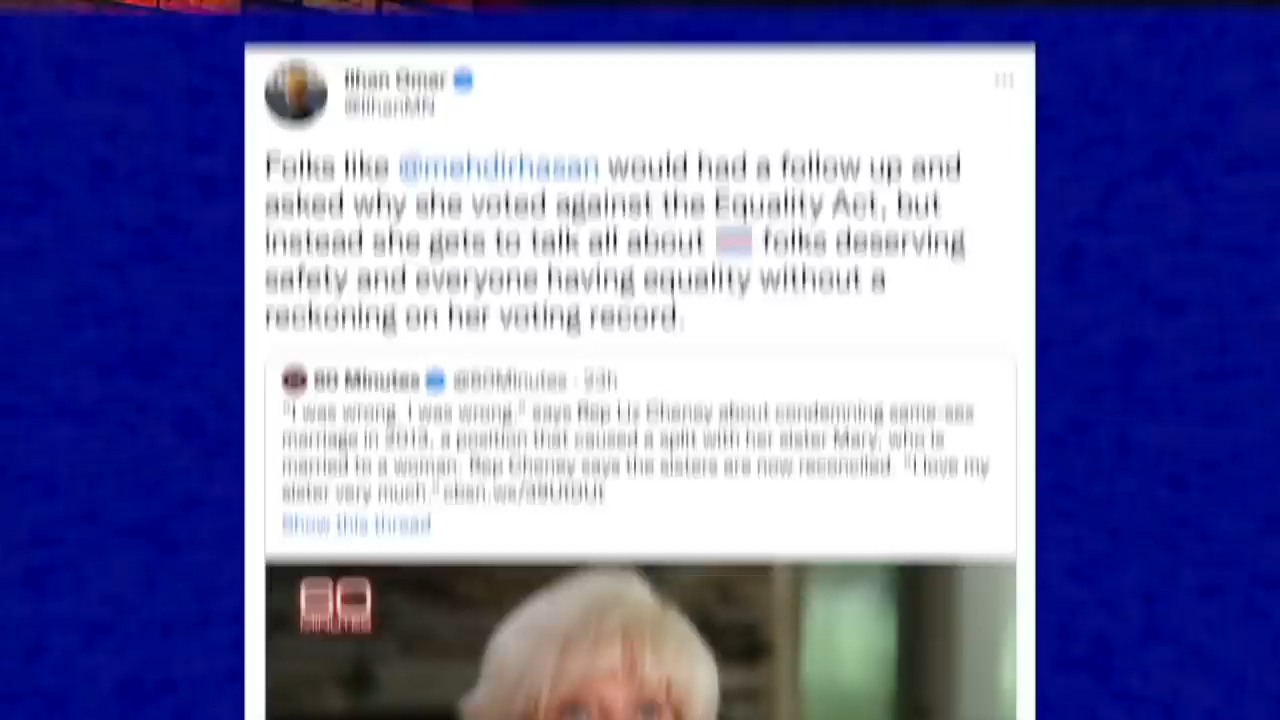 Ilhan Omar
@IlhanMN
Folks like @mehdirhasan would had a follow up and
asked why she voted against the Equality Act, but
instead she gets to talk all about folks deserving
safety and everyone having equality without a
reckoning on her voting record.
60 Minutes @60Minutes · 23h
"I was wrong. I was wrong," says Rep Liz Cheney about condemning same-sex
marriage in 2013, a position that caused a split with her sister Mary, who is
married to a woman. Rep Cheney says the sisters are now reconciled. "I love my
sister very much."
Show this thread
60
MINUTES